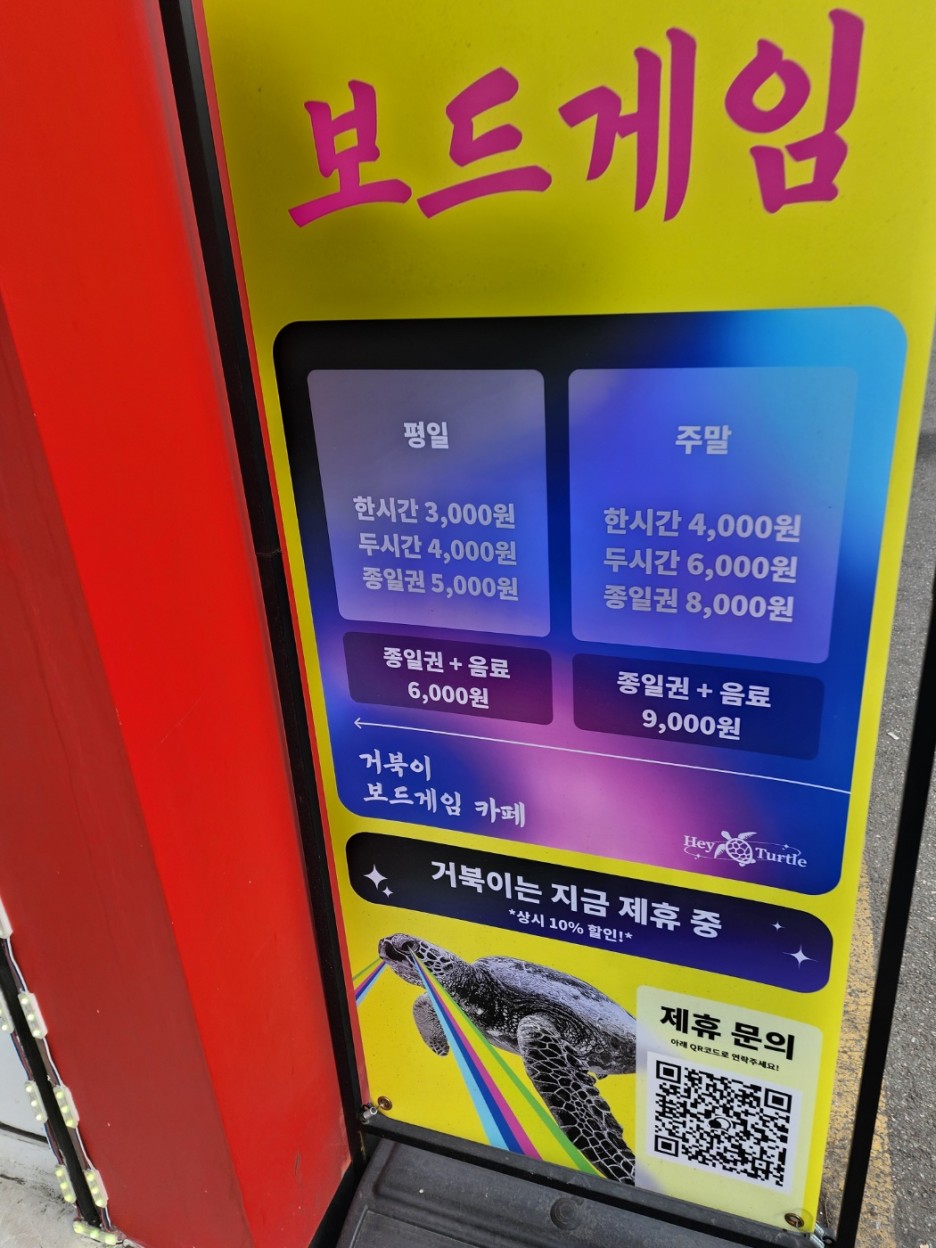 보드게임
평일
한시간 3,000원
두시간 4,000원
종일권 5,000원
종일권 + 음료
6,000원
주말
한시간 4,000원
두시간 6,000원
종일권 8,000원
종일권 + 음료
9,000원
거북이
보드게임 카페
Hey Turtle
거북이는 지금 제휴 중
*상시 10% 할인!*
제휴 문의
아래 QR코드로 연락주세요!